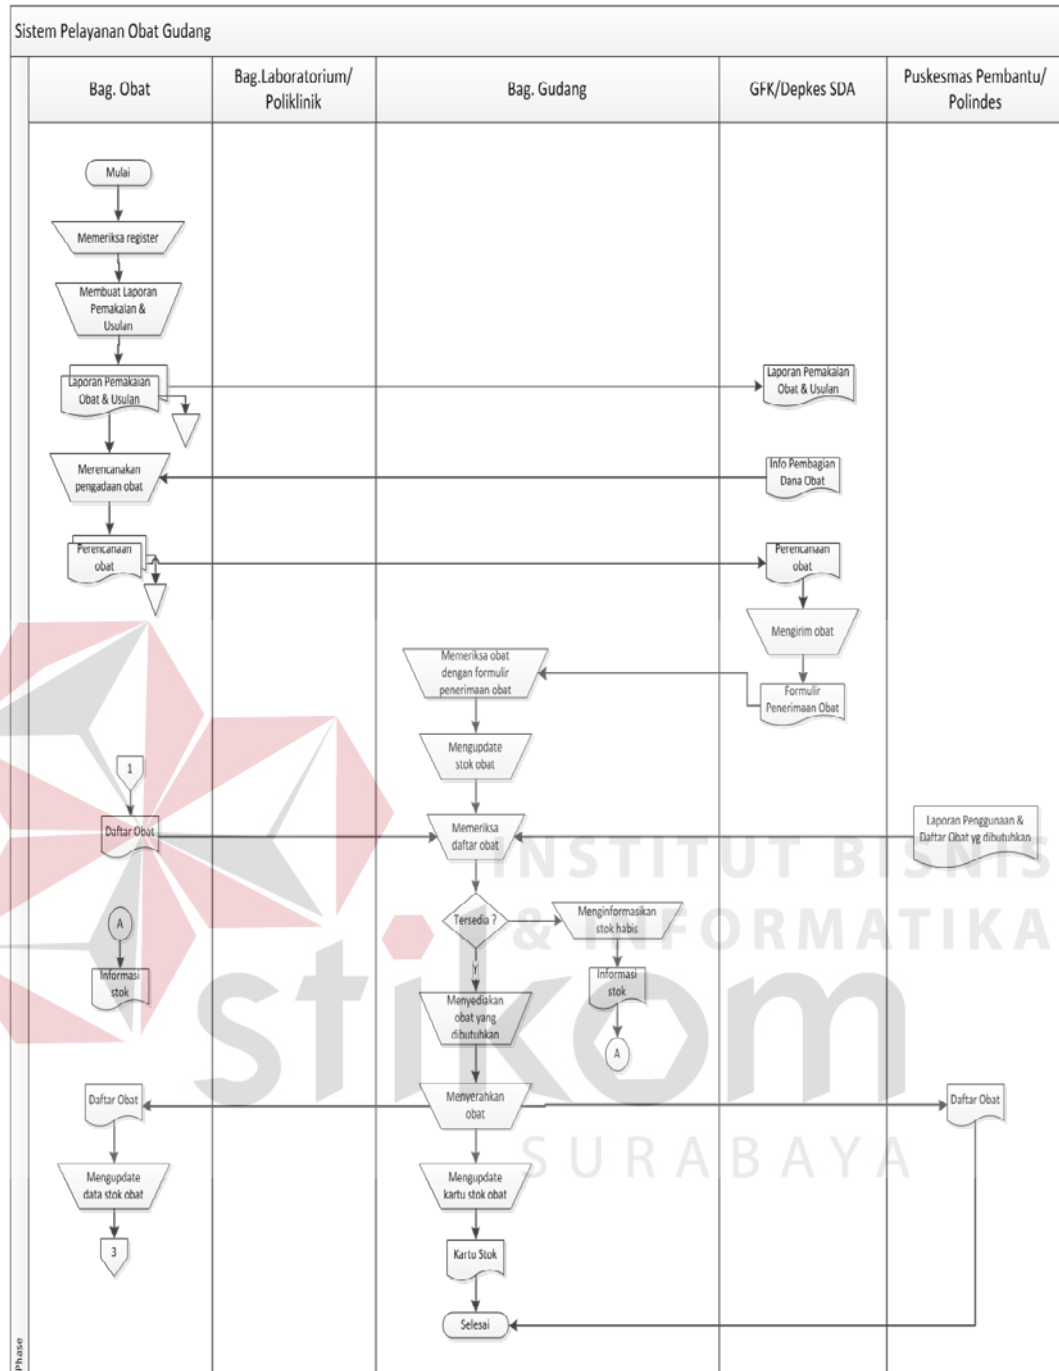 Sistem Pelayanan Obat Gudang
Bag. Obat
Bag.Laboratorium/
Poliklinik
Bag. Gudang
GFK/Depkes SDA
Puskesmas Pembantu/
Polindes
Mulai
Memeriksa register
Membuat Laporan
Pemakaian &
Usulan
Laporan Pemakaian
Obat & Usulan
Laporan Pemakaian
Obat & Usulan
Merencanakan
pengadaan obat
Info Pembagian
Dana Obat
Perencanaan
obat
Perencanaan
obat
Mengirim obat
Memeriksa obat
dengan formulir
penerimaan obat
Formulir
Penerimaan Obat
Mengupdate
stok obat
1
Daftar Obat
Memeriksa
daftar obat
Laporan Penggunaan &
Daftar Obat yg dibutuhkan
INSTITUT BISNIS
& INFORMATIKA
stikom
SURABAYA
A
Tersedia ?
Menginformasikan
stok habis
Informasi
stok
Y
Informasi
stok
Menyediakan
obat yang
dibutuhkan
A
Daftar Obat
Menyerahkan
obat
Daftar Obat
Mengupdate
data stok obat
Mengupdate
kartu stok obat
3
Kartu Stok
Selesai
Phase